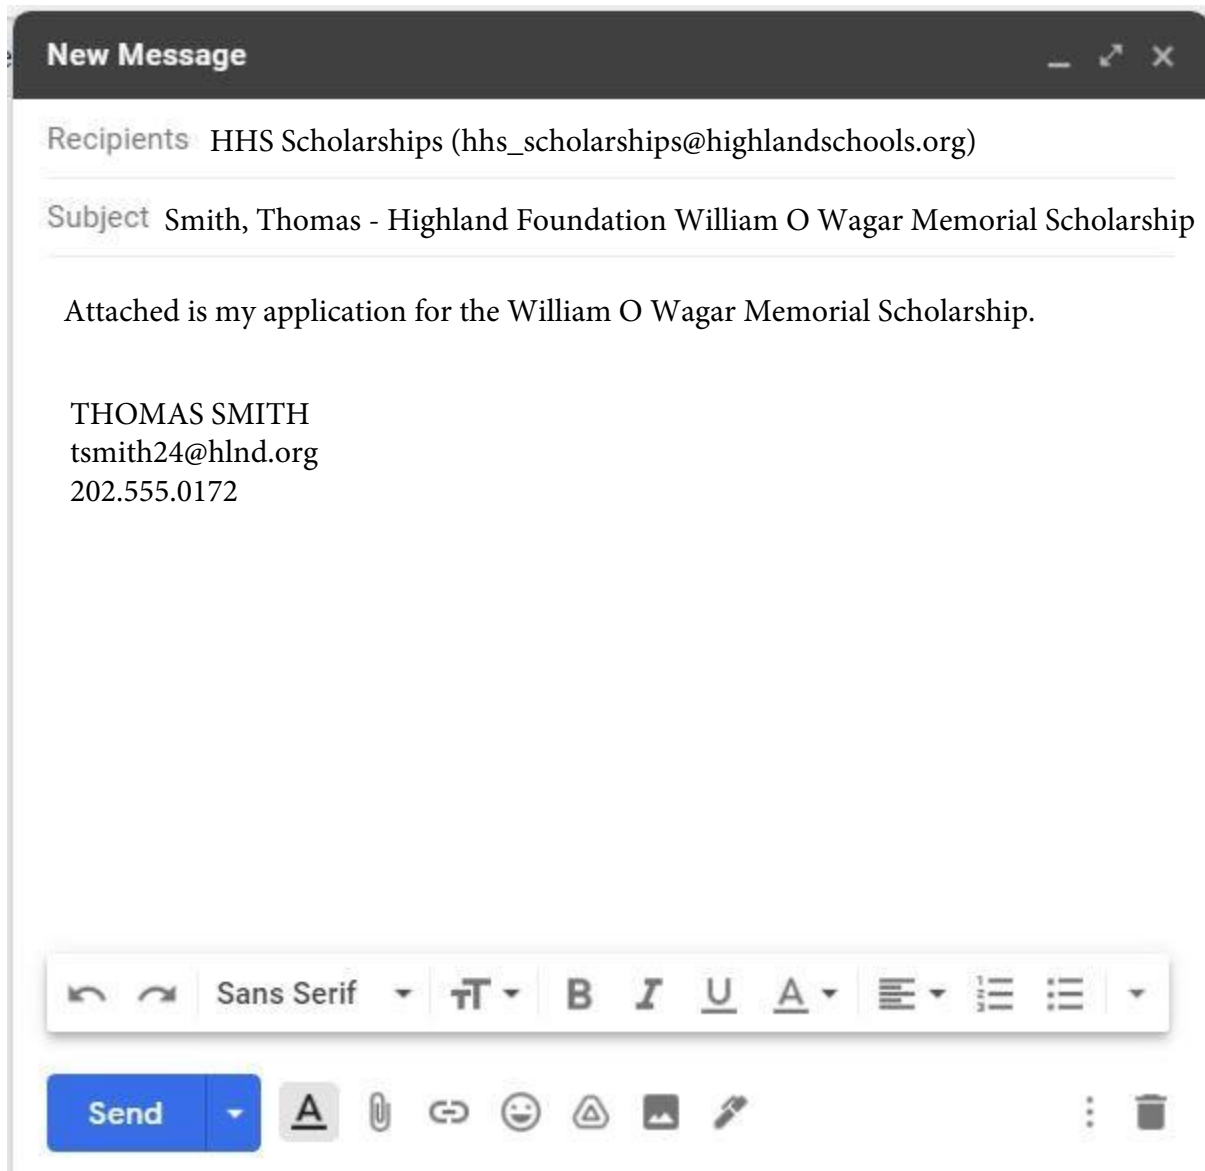 New Message
Recipients HHS Scholarships (hhs_scholarships@highlandschools.org)
Subject Smith, Thomas - Highland Foundation William O Wagar Memorial Scholarship
Attached is my application for the William O Wagar Memorial Scholarship.
THOMAS SMITH
tsmith24@hlnd.org
202.555.0172
Sans Serif
Send